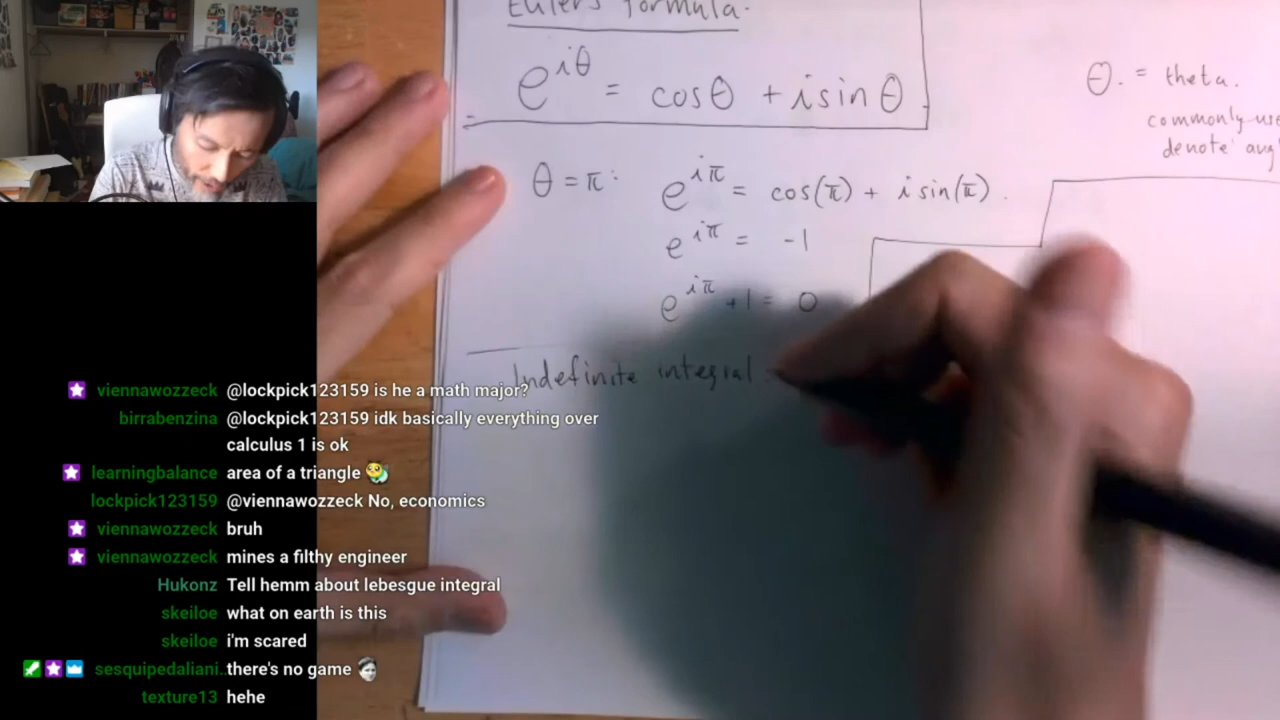 Euler's formula.
e^{iθ} = cosθ + i sin θ
θ. = theta.
commonly use
denote ang
θ = π: e^{iπ} = cos(π) + i sin(π).
e^{iπ} = -1
e^{iπ} + 1 = 0
Indefinite integral
viennawozzeck @lockpick123159 is he a math major?
birrabenzina @lockpick123159 idk basically everything over
calculus 1 is ok
learningbalance area of a triangle
lockpick123159 @viennawozzeck No, economics
viennawozzeck bruh
viennawozzeck mines a filthy engineer
Hukonz Tell hemm about lebesgue integral
skeiloe what on earth is this
skeiloe i'm scared
sesquipedaliani.. there's no game
texture13 hehe